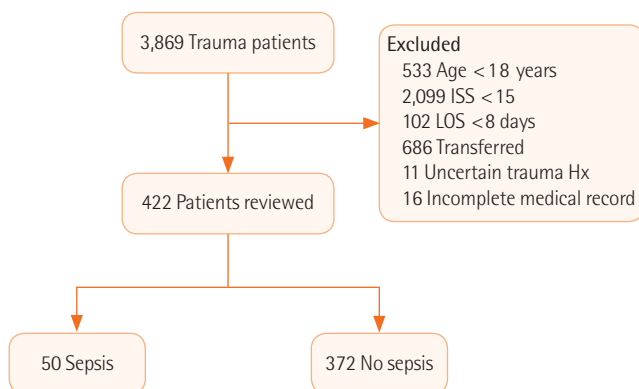 3,869 Trauma patients
Excluded
533 Age <18 years
2,099 ISS <15
102 LOS <8 days
686 Transferred
11 Uncertain trauma Hx
16 Incomplete medical record
422 Patients reviewed
50 Sepsis
372 No sepsis